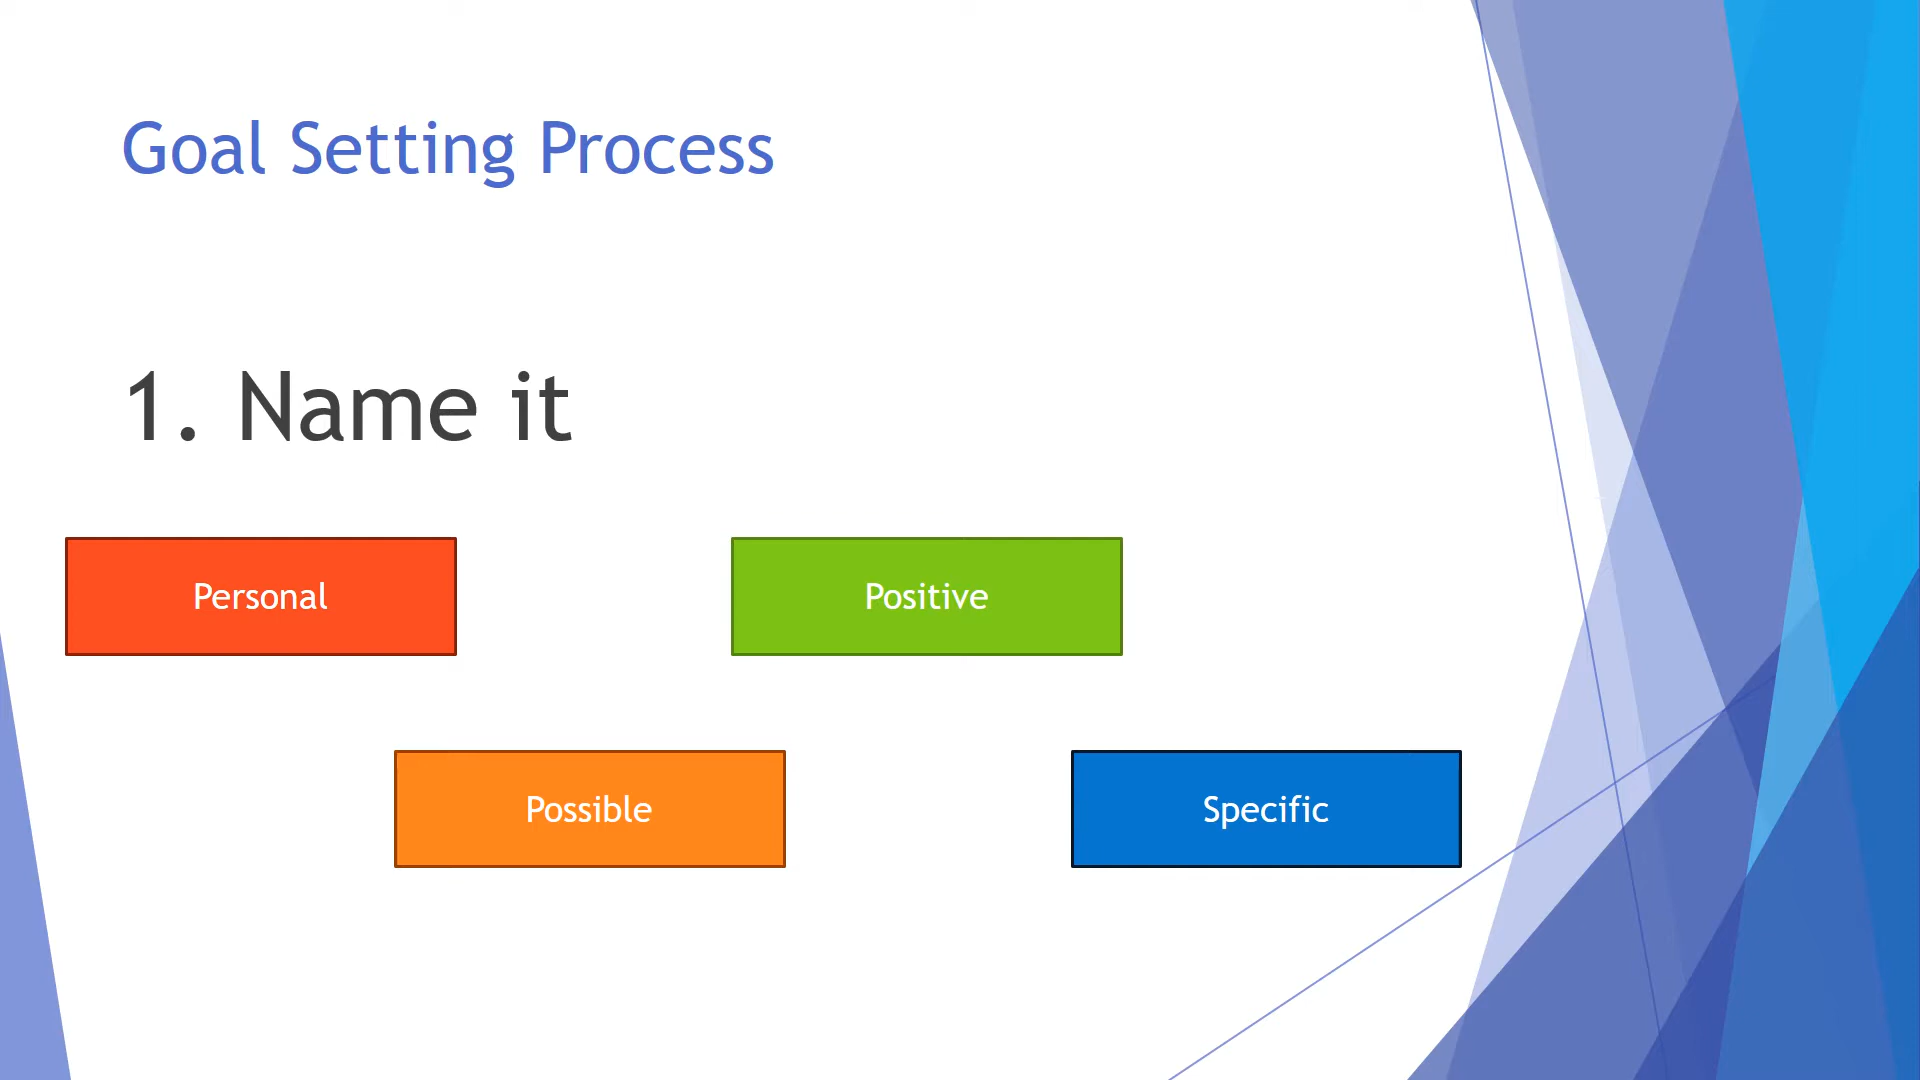 Goal Setting Process
1. Name it
Personal
Positive
Possible
Specific